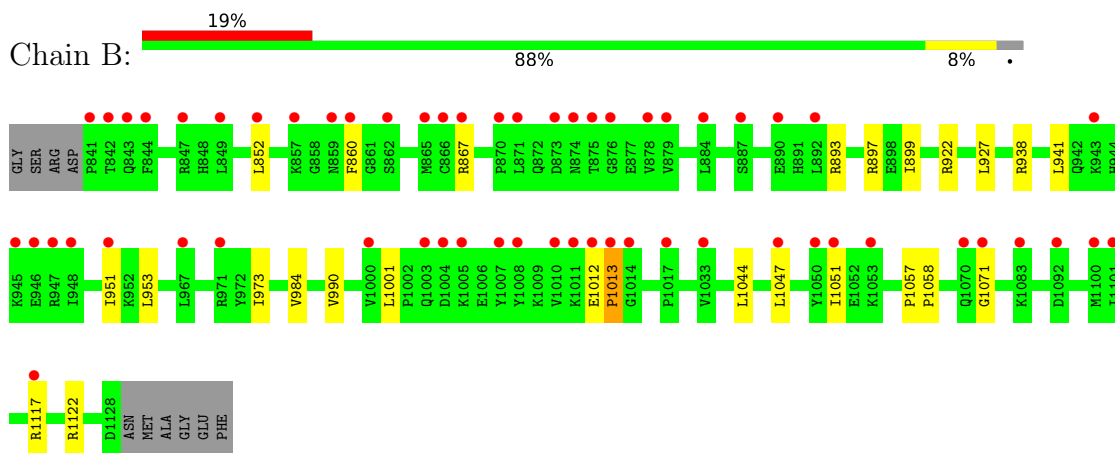 19%
Chain B:
88% 8% •
GLY SER ARG ASP P841 T842 Q843 F844 R847 H848 L849 L852 K857 G858 N859 F860 G861 S862 M865 C866 R867 P870 L871 Q872 D873 N874 T875 G876 E877 V878 V879 L884 S887 E890 H891 L892 R893 R897 E898 I899 R922 L927 R938 L941 Q942 K943 H944
K945 E946 B947 I948 I951 K952 L953 L967 R971 Y972 I973 V984 V990 V1000 L1001 P1002 Q1003 D1004 K1005 E1006 Y1007 Y1008 K1009 V1010 K1011 E1012 P1013 G1014 P1017 V1033 L1044 L1047 Y1050 I1051 E1052 K1053 P1057 P1058 Q1070 G1071 K1083 D1092 M1100 I1101
R1117 R1122 D1128 ASN MET ALA GLY GLU PHE